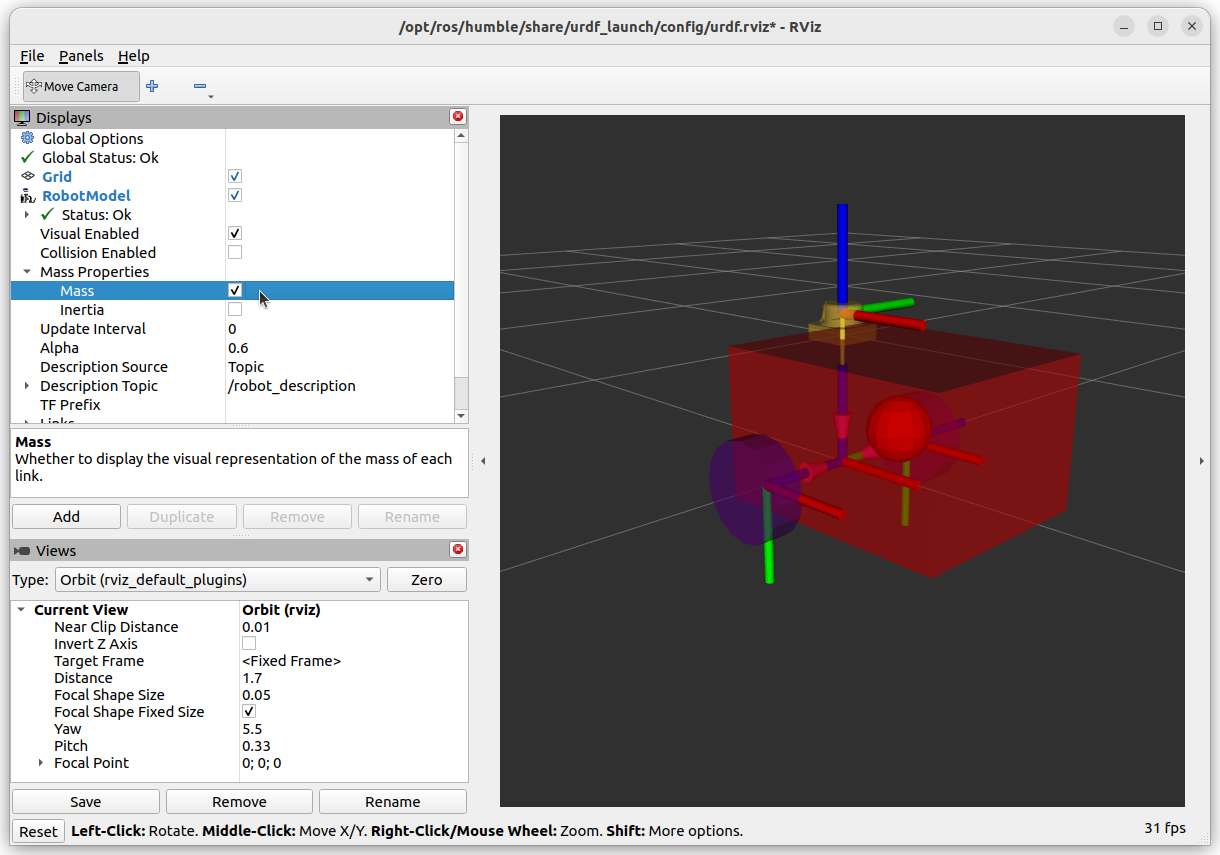 /opt/ros/humble/share/urdf_launch/config/urdf.rviz* - RViz
File Panels Help
Move Camera
Displays
Global Options
Global Status: Ok
Grid
RobotModel
Status: Ok
Visual Enabled
Collision Enabled
Mass Properties
Mass
Inertia
Update Interval 0
Alpha 0.6
Description Source Topic
Description Topic /robot_description
TF Prefix
Links
Mass
Whether to display the visual representation of the mass of each
link.
Add Duplicate Remove Rename
Views
Type: Orbit (rviz_default_plugins) Zero
Current View Orbit (rviz)
Near Clip Distance 0.01
Invert Z Axis
Target Frame <Fixed Frame>
Distance 1.7
Focal Shape Size 0.05
Focal Shape Fixed Size
Yaw 5.5
Pitch 0.33
Focal Point 0; 0; 0
Save Remove Rename
Reset Left-Click: Rotate. Middle-Click: Move X/Y. Right-Click/Mouse Wheel: Zoom. Shift: More options. 31 fps